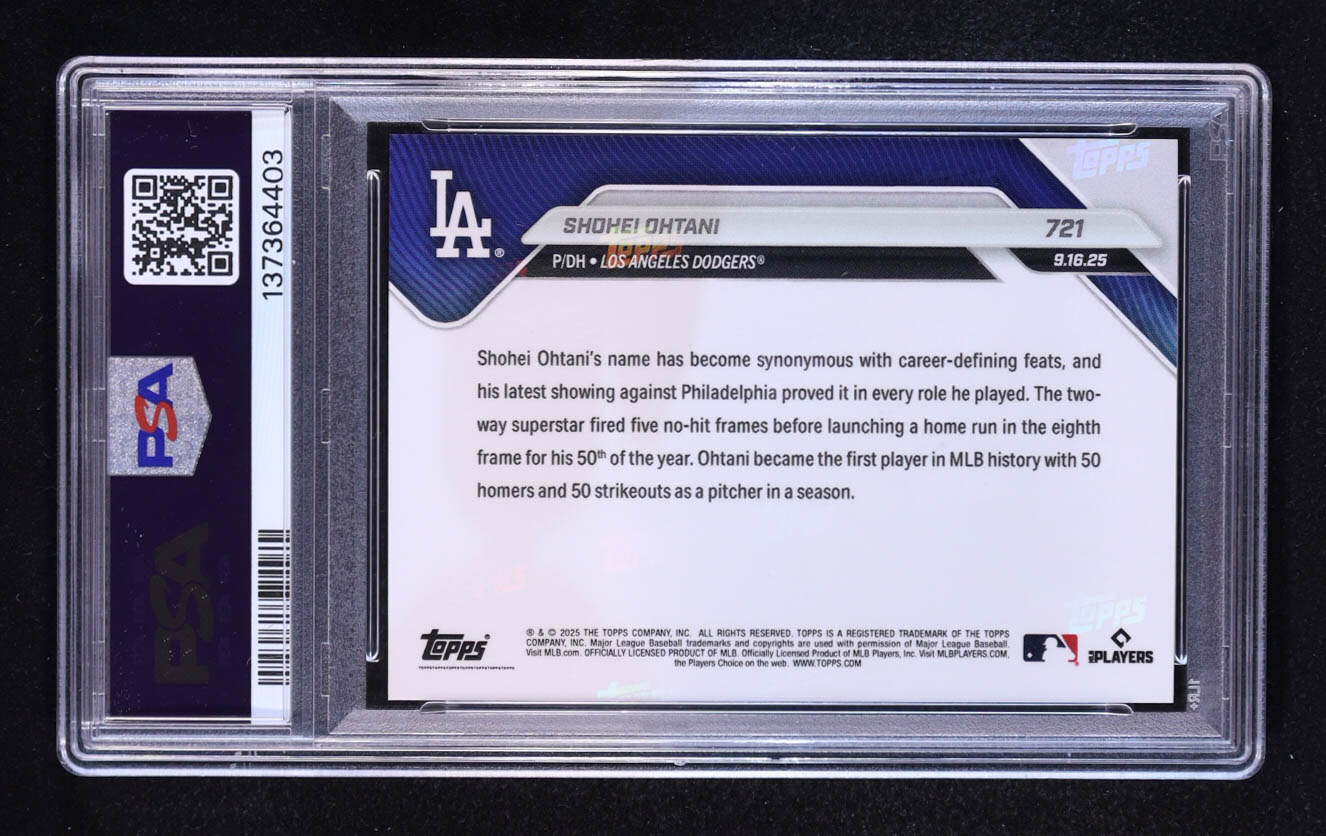 137364403
PSA
PSA
LA®
SHOHEI OHTANI
721
P/DH • LOS ANGELES DODGERS®
9.16.25
Topps
Topps
Shohei Ohtani's name has become synonymous with career-defining feats, and
his latest showing against Philadelphia proved it in every role he played. The two-
way superstar fired five no-hit frames before launching a home run in the eighth
frame for his 50th of the year. Ohtani became the first player in MLB history with 50
homers and 50 strikeouts as a pitcher in a season.
Topps
Topps®
® & © 2025 THE TOPPS COMPANY, INC. ALL RIGHTS RESERVED. TOPPS IS A REGISTERED TRADEMARK OF THE TOPPS
COMPANY, INC. Major League Baseball trademarks and copyrights are used with permission of Major League Baseball.
Visit MLB.com. OFFICIALLY LICENSED PRODUCT OF MLB. Officially Licensed Product of MLB Players, Inc. Visit MLBPLAYERS.COM,
the Players Choice on the web. WWW.TOPPS.COM
MLBPLAYERS